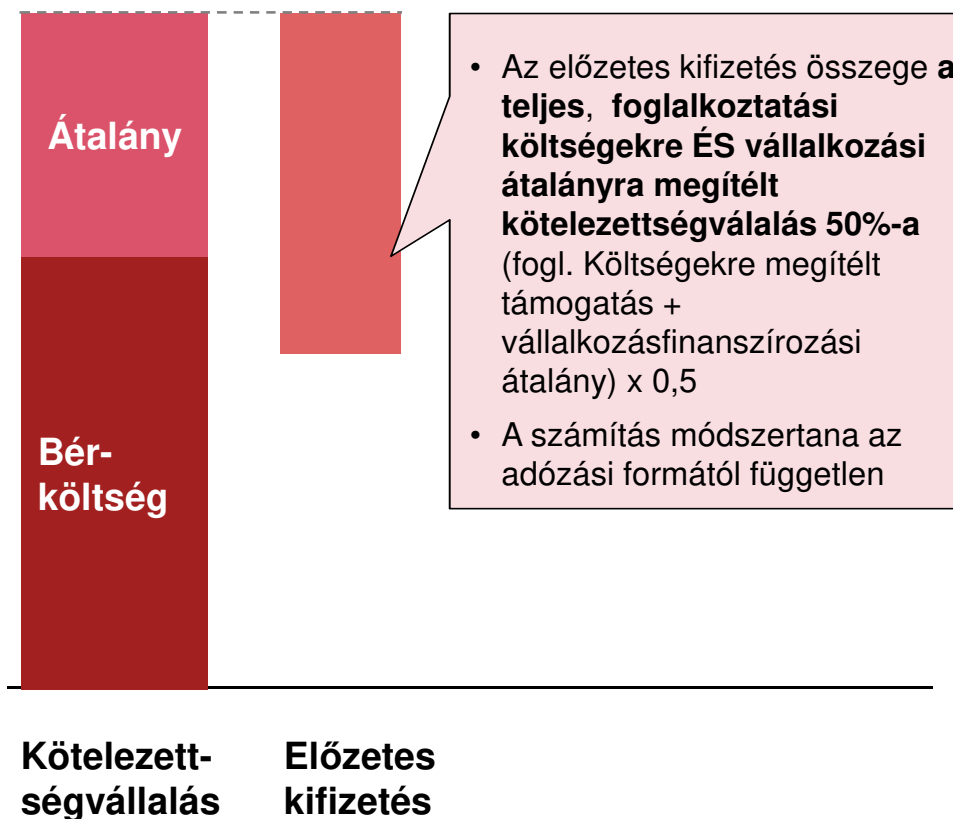 Átalány
Bér-
költség
• Az előzetes kifizetés összege a
teljes, foglalkoztatási
költségekre ÉS vállalkozási
átalányra megítélt
kötelezettségválalás 50%-a
(fogl. Költségekre megítélt
támogatás +
vállalkozásfinanszírozási
átalány) x 0,5
• A számítás módszertana az
adózási formától független
Kötelezett-
ségvállalás
Előzetes
kifizetés